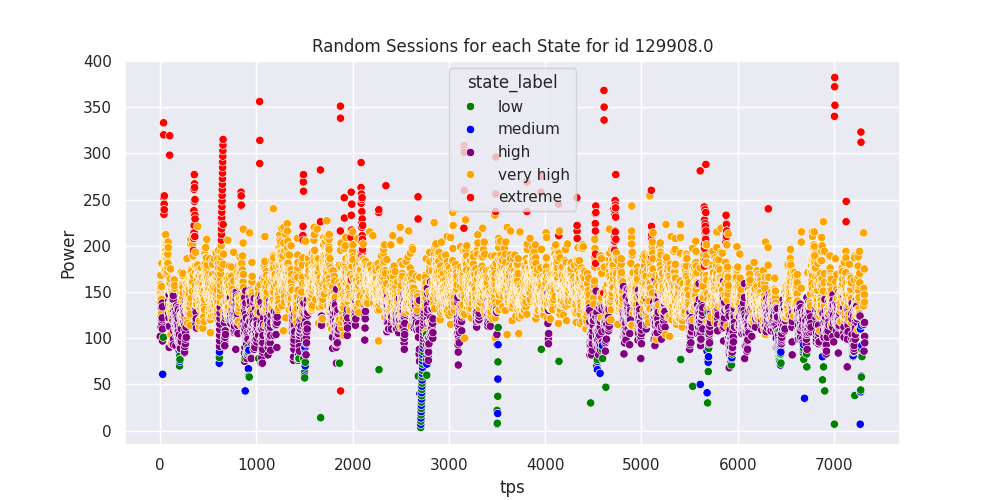 Random Sessions for each State for id 129908.0
400
350
300
250
200
150
100
50
0
Power
state_label
low
medium
high
very high
extreme
0 1000 2000 3000 4000 5000 6000 7000
tps